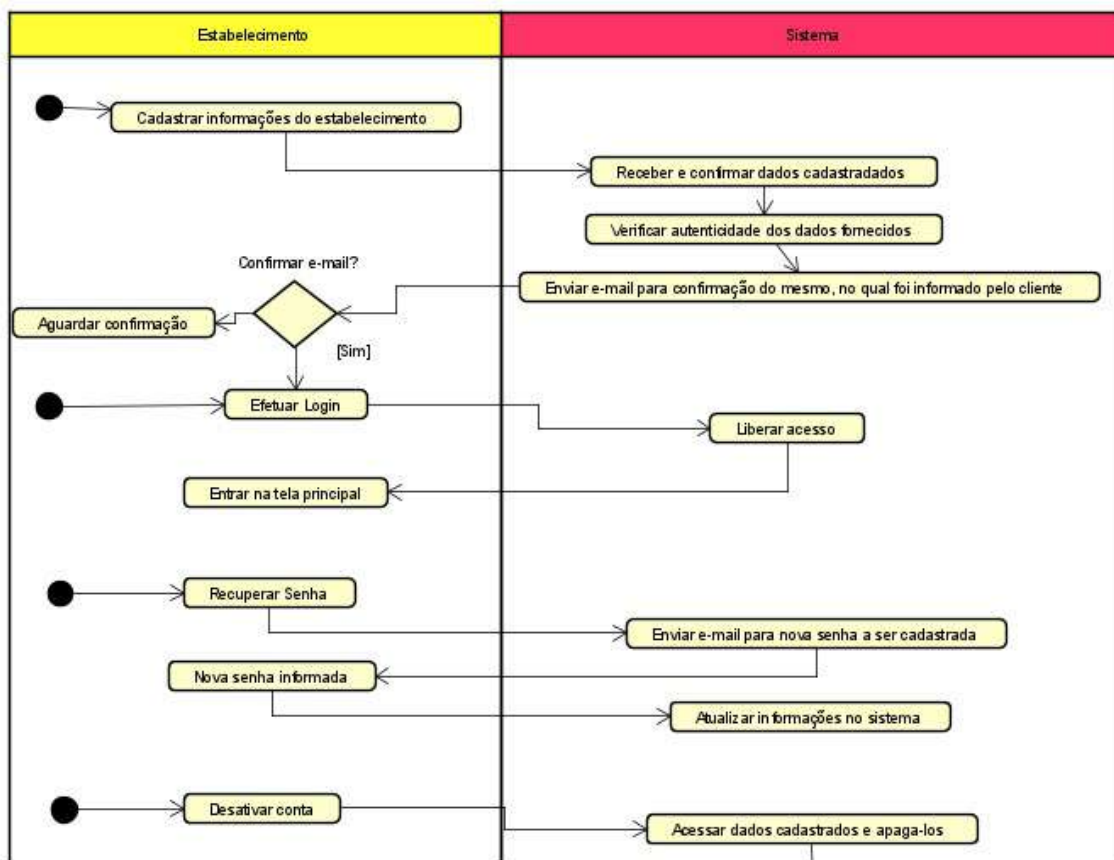 Estabelecimento
Sistema
Cadastrar informações do estabelecimento
Receber e confirmar dados cadastradados
Verificar autenticidade dos dados fornecidos
Confirmar e-mail?
Enviar e-mail para confirmação do mesmo, no qual foi informado pelo cliente
Aguardar confirmação
[Sim]
Efetuar Login
Liberar acesso
Entrar na tela principal
Recuperar Senha
Enviar e-mail para nova senha a ser cadastrada
Nova senha informada
Atualizar informações no sistema
Desativar conta
Acessar dados cadastrados e apaga-los